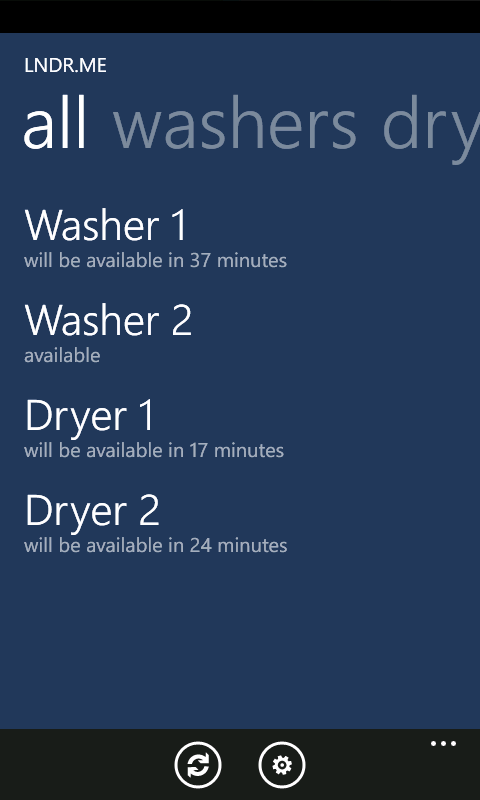 LNDR.ME
all washers dry
Washer 1
will be available in 37 minutes
Washer 2
available
Dryer 1
will be available in 17 minutes
Dryer 2
will be available in 24 minutes